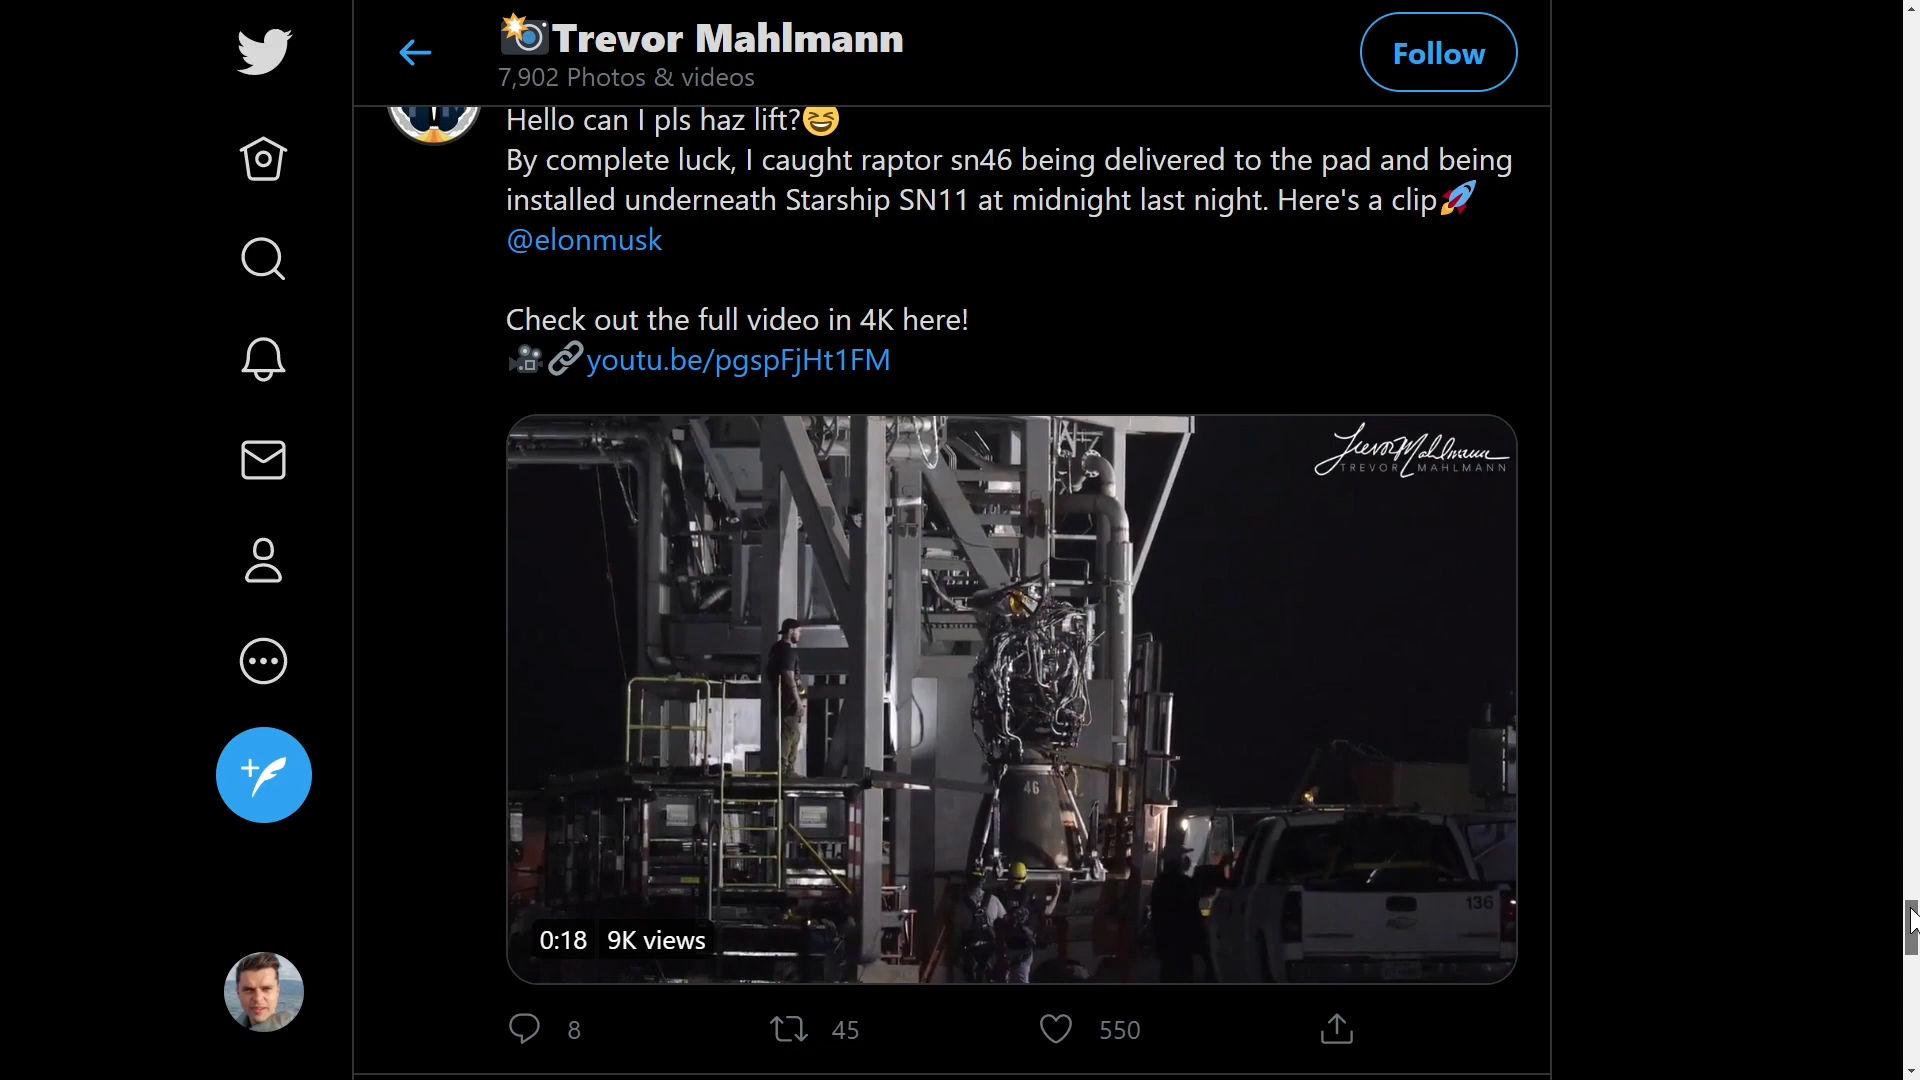 📸Trevor Mahlmann
7,902 Photos & videos
Follow
Hello can I pls haz lift?😆
By complete luck, I caught raptor sn46 being delivered to the pad and being
installed underneath Starship SN11 at midnight last night. Here's a clip🚀
@elonmusk
Check out the full video in 4K here!
🎥🔗youtu.be/pgspFjHt1FM
Trevor Mahlmann
TREVOR MAHLMANN
46
136
0:18 9K views
8 45 550